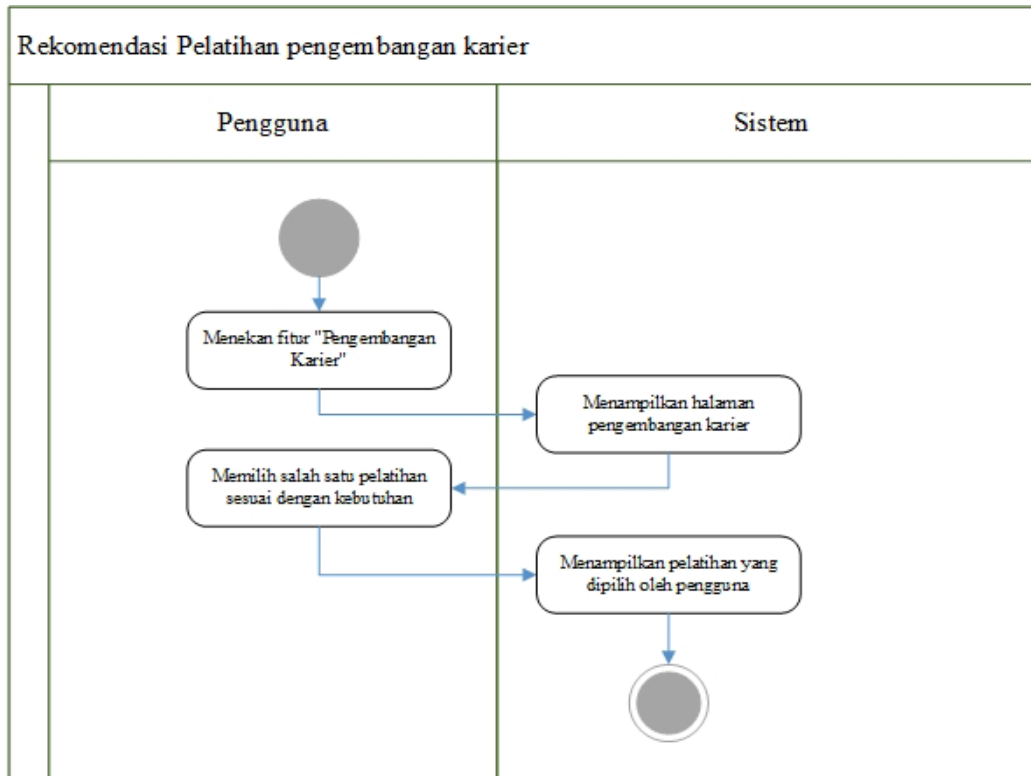 Rekomendasi Pelatihan pengembangan karier
Pengguna
Sistem
Menekan fitur "Pengembangan
Karier"
Menampilkan halaman
pengembangan karier
Memilih salah satu pelatihan
sesuai dengan kebutuhan
Menampilkan pelatihan yang
dipilih oleh pengguna